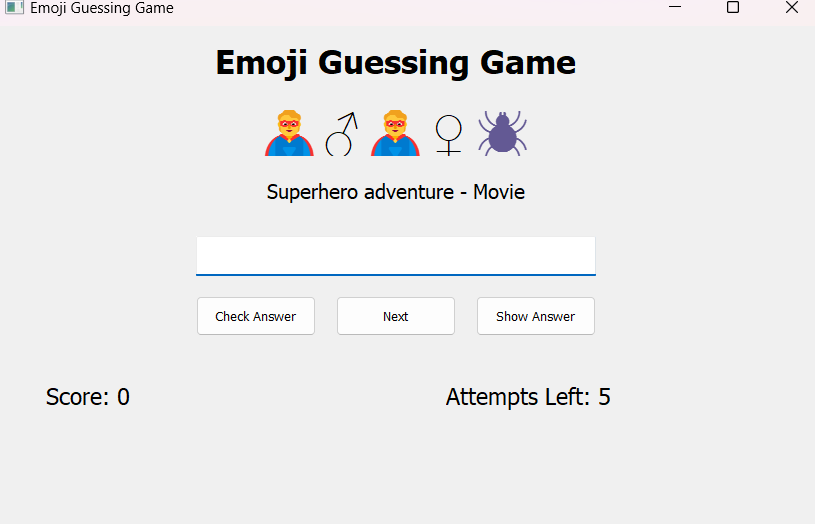 Emoji Guessing Game
Emoji Guessing Game
🦸♂🦸♀🕷
Superhero adventure - Movie
Check Answer
Next
Show Answer
Score: 0
Attempts Left: 5